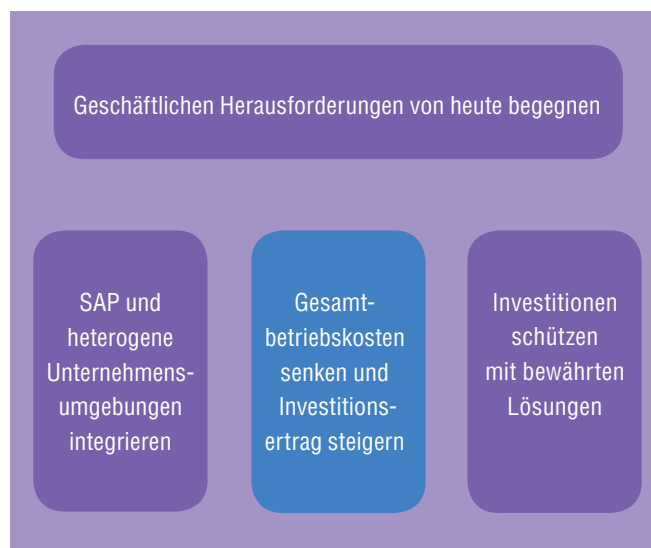 Geschäftlichen Herausforderungen von heute begegnen
SAP und
heterogene
Unternehmens-
umgebungen
integrieren
Gesamt-
betriebskosten
senken und
Investitions-
ertrag steigern
Investitionen
schützen
mit bewährten
Lösungen